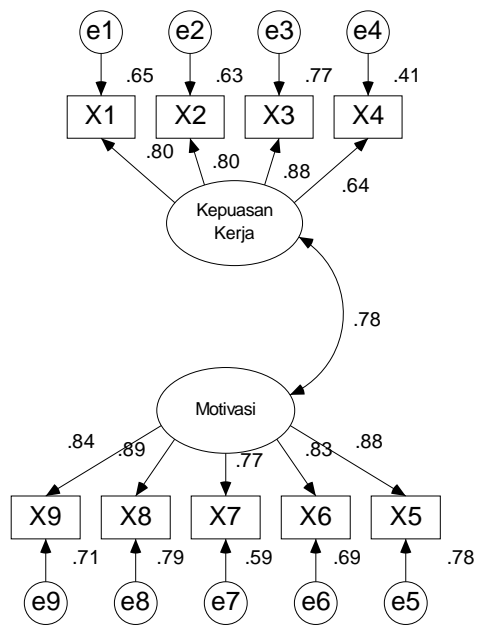 e1 e2 e3 e4
.65 .63 .77 .41
X1 X2 X3 X4
.80 .80 .88 .64
Kepuasan
Kerja
.78
Motivasi
.84 .89 .77 .83 .88
X9 X8 X7 X6 X5
.71 .79 .59 .69 .78
e9 e8 e7 e6 e5